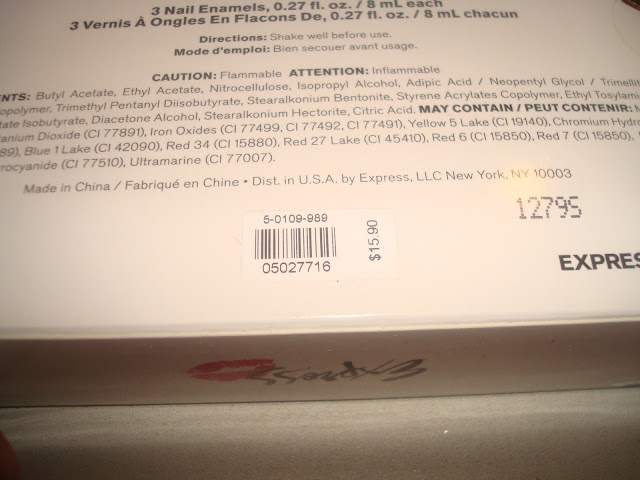 3 Nail Enamels, 0.27 fl. oz. / 8 mL each
3 Vernis À Ongles En Flacons De, 0.27 fl. oz. / 8 mL chacun
Directions: Shake well before use.
Mode d'emploi: Bien secouer avant usage.
CAUTION: Flammable ATTENTION: Inflammable
ENTS: Butyl Acetate, Ethyl Acetate, Nitrocellulose, Isopropyl Alcohol, Adipic Acid / Neopentyl Glycol / Trimellit
opolymer, Trimethyl Pentanyl Diisobutyrate, Stearalkonium Bentonite, Styrene Acrylates Copolymer, Ethyl Tosylami
tate Isobutyrate, Diacetone Alcohol, Stearalkonium Hectorite, Citric Acid. MAY CONTAIN / PEUT CONTENIR: M
anium Dioxide (CI 77891), Iron Oxides (CI 77499, CI 77492, CI 77491), Yellow 5 Lake (CI 19140), Chromium Hydro
89), Blue 1 Lake (CI 42090), Red 34 (CI 15880), Red 27 Lake (CI 45410), Red 6 (CI 15850), Red 7 (CI 15850),
rrocyanide (CI 77510), Ultramarine (CI 77007).
Made in China / Fabriqué en Chine • Dist. in U.S.A. by Express, LLC New York, NY 10003
12795
5-0109-989
$15.90
05027716
EXPRES
Express